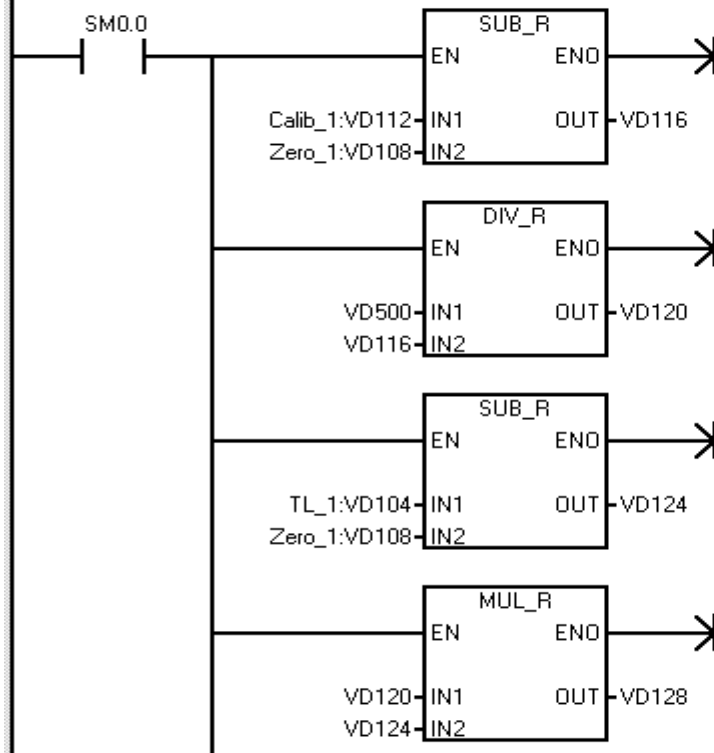 SM0.0
SUB_R
EN ENO
Calib_1:VD112 IN1 OUT VD116
Zero_1:VD108 IN2
DIV_R
EN ENO
VD500 IN1 OUT VD120
VD116 IN2
SUB_R
EN ENO
TL_1:VD104 IN1 OUT VD124
Zero_1:VD108 IN2
MUL_R
EN ENO
VD120 IN1 OUT VD128
VD124 IN2